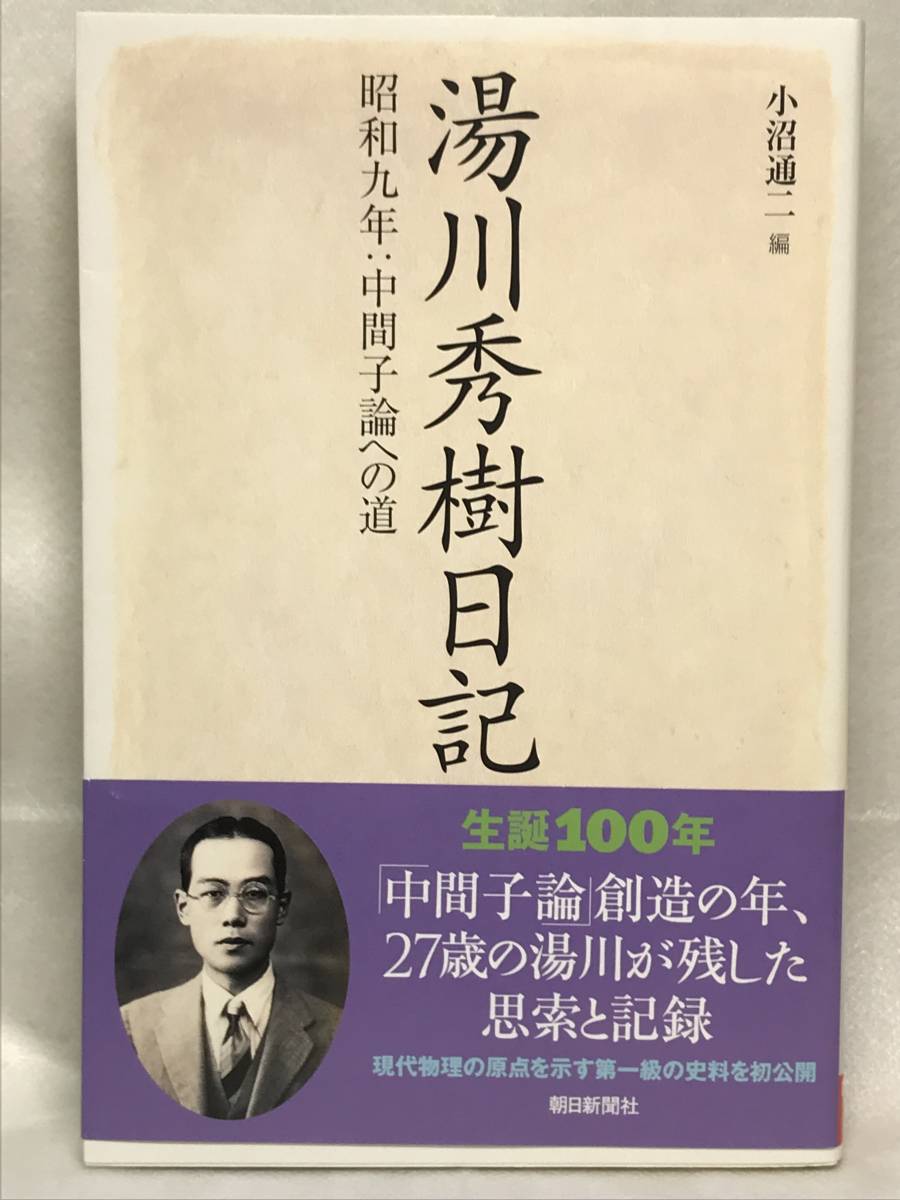 小沼通二 編
湯川秀樹日記
昭和九年:中間子論への道
生誕100年
「中間子論」創造の年、
27歳の湯川が残した
思索と記録
現代物理の原点を示す第一級の史料を初公開
朝日新聞社